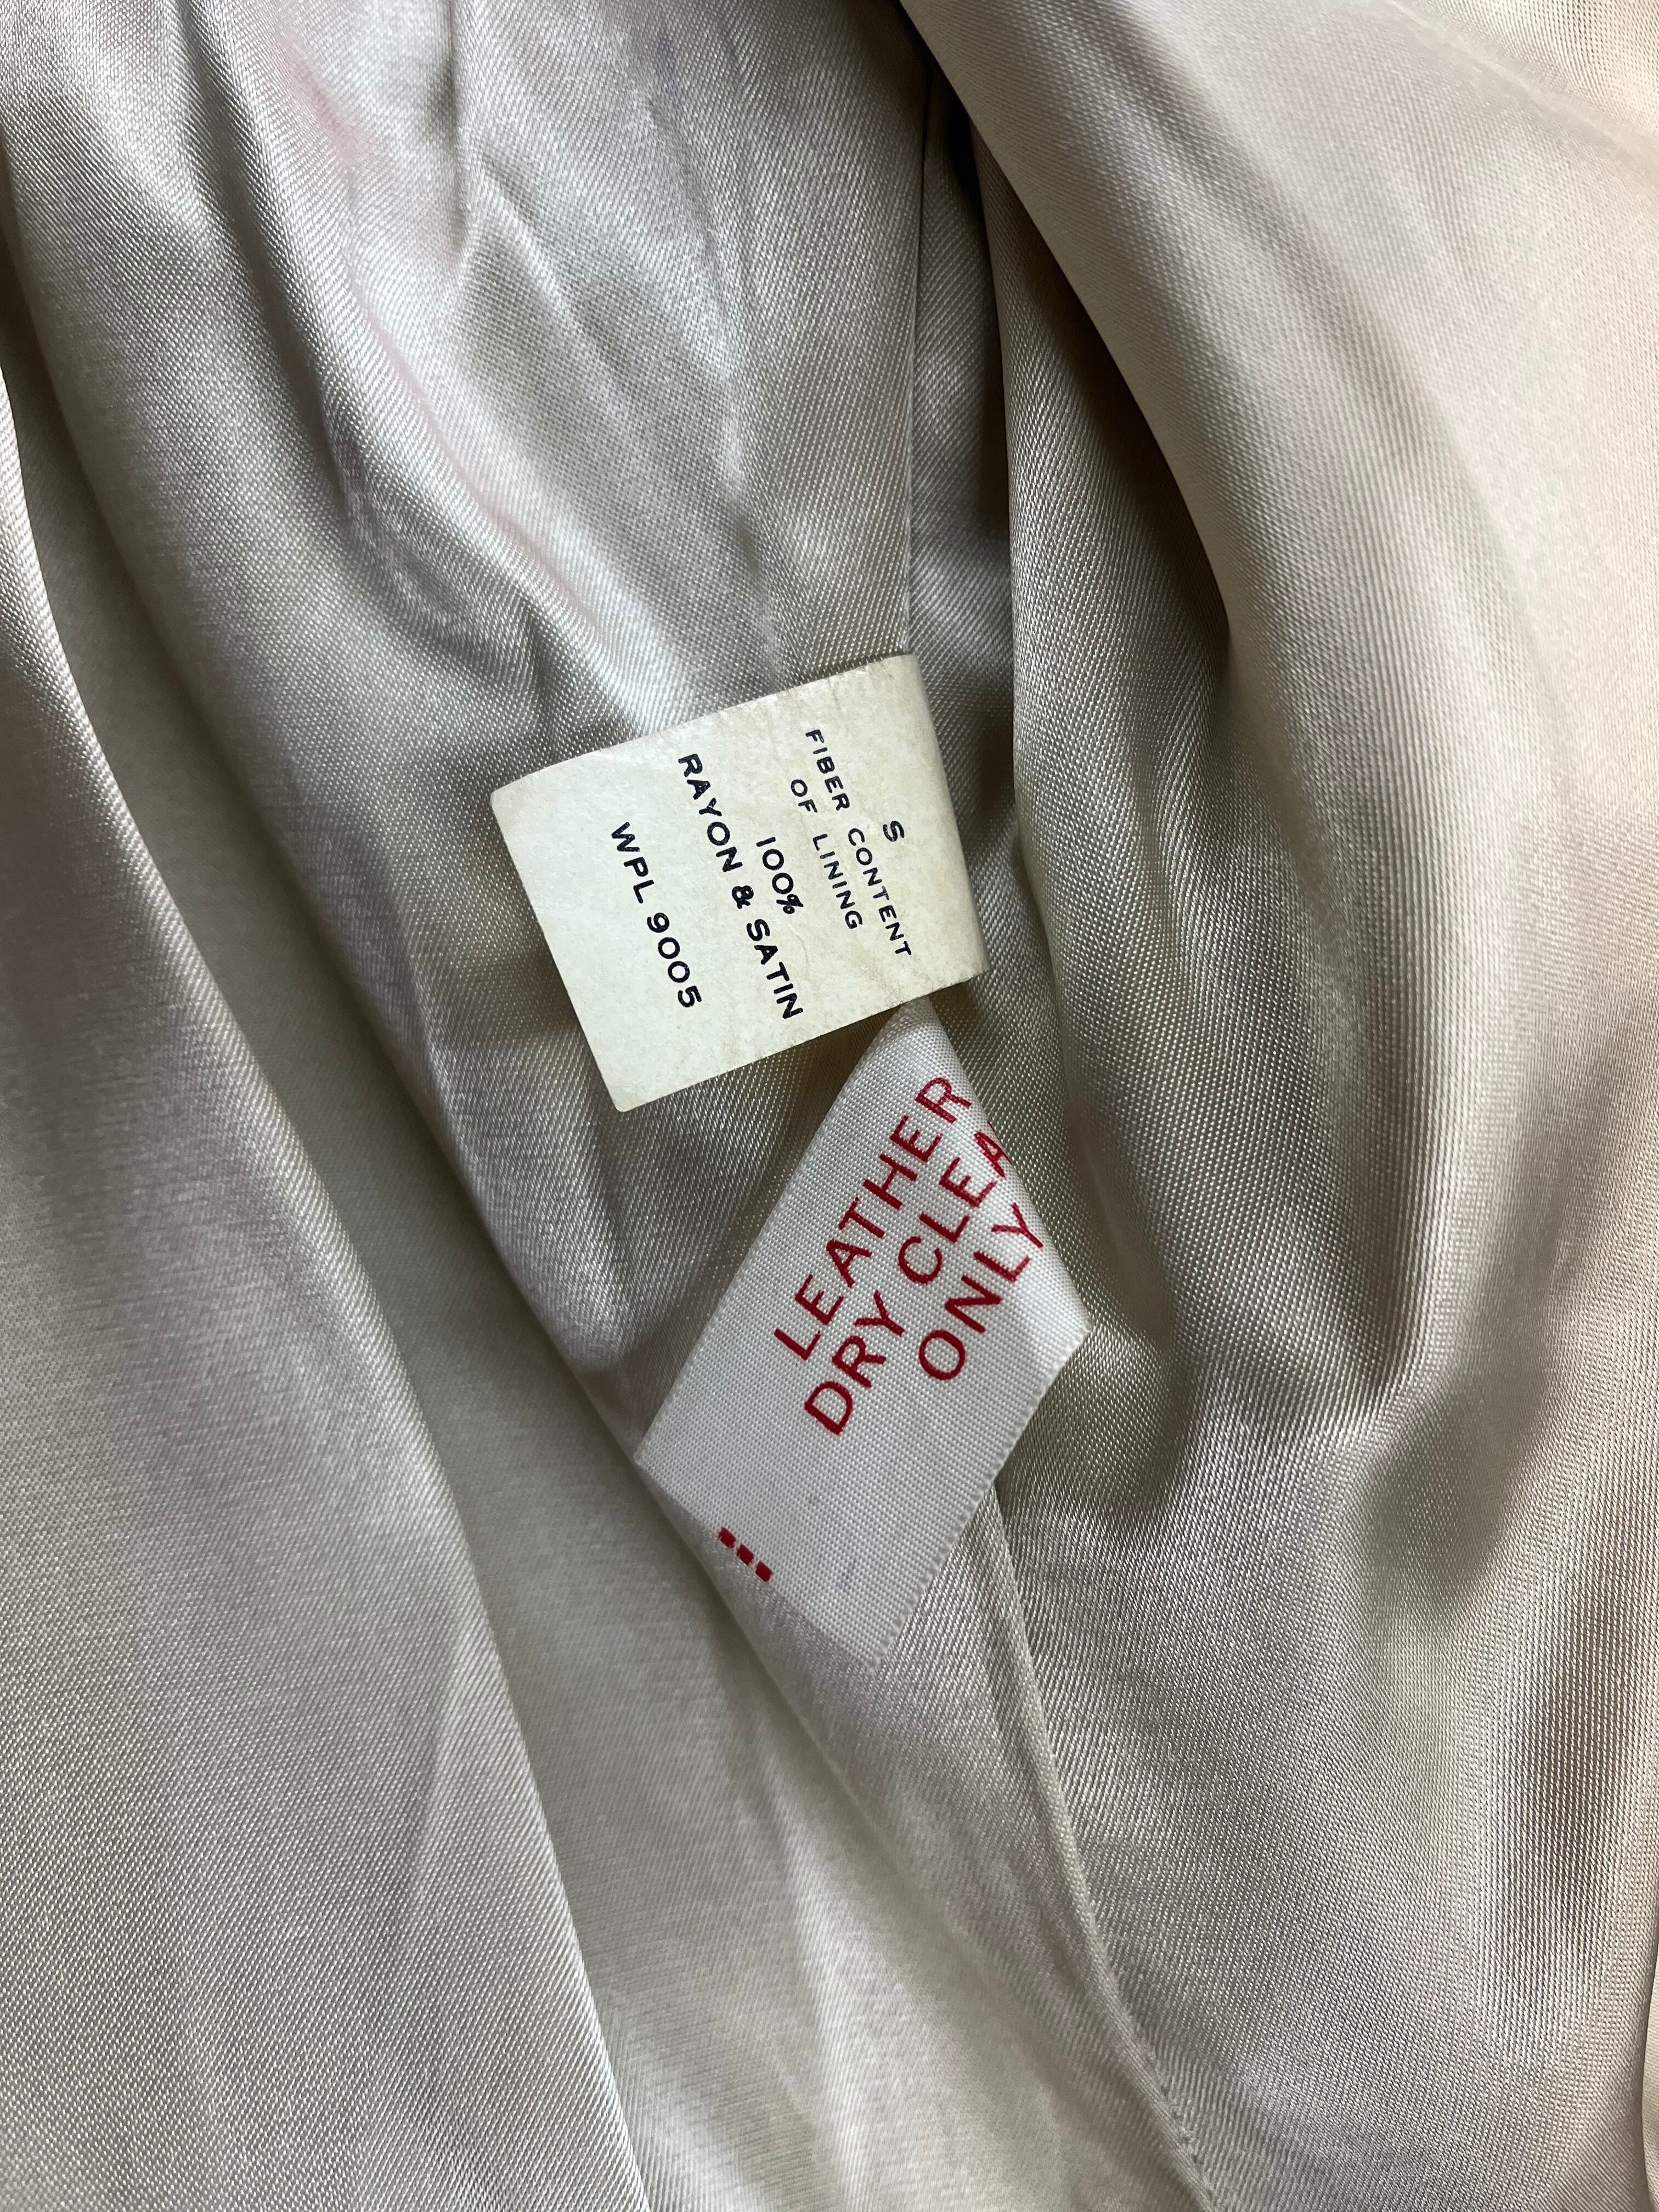 S
FIBER CONTENT
OF LINING
100%
RAYON & SATIN
WPL 9005
LEATHER
DRY CLEA
ONLY